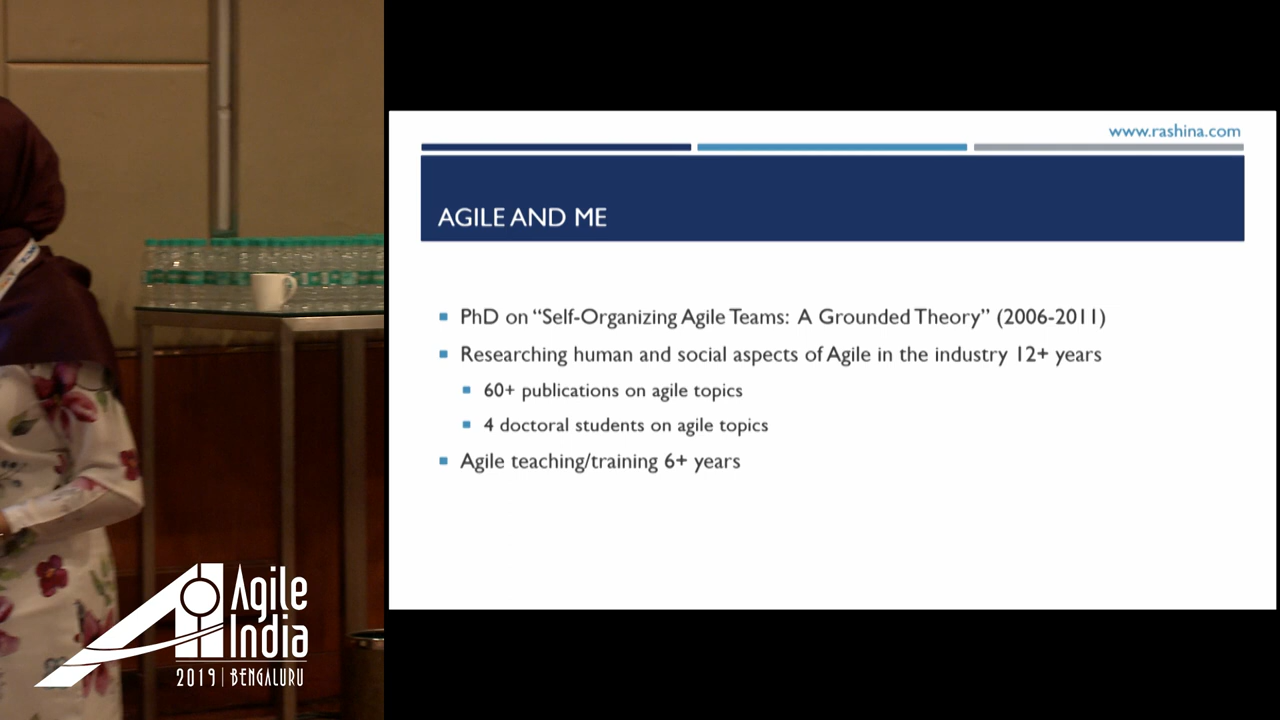 www.rashina.com
AGILE AND ME
PhD on “Self-Organizing Agile Teams: A Grounded Theory” (2006-2011)
Researching human and social aspects of Agile in the industry 12+ years
60+ publications on agile topics
4 doctoral students on agile topics
Agile teaching/training 6+ years
Agile
India
2019 | BENGALURU